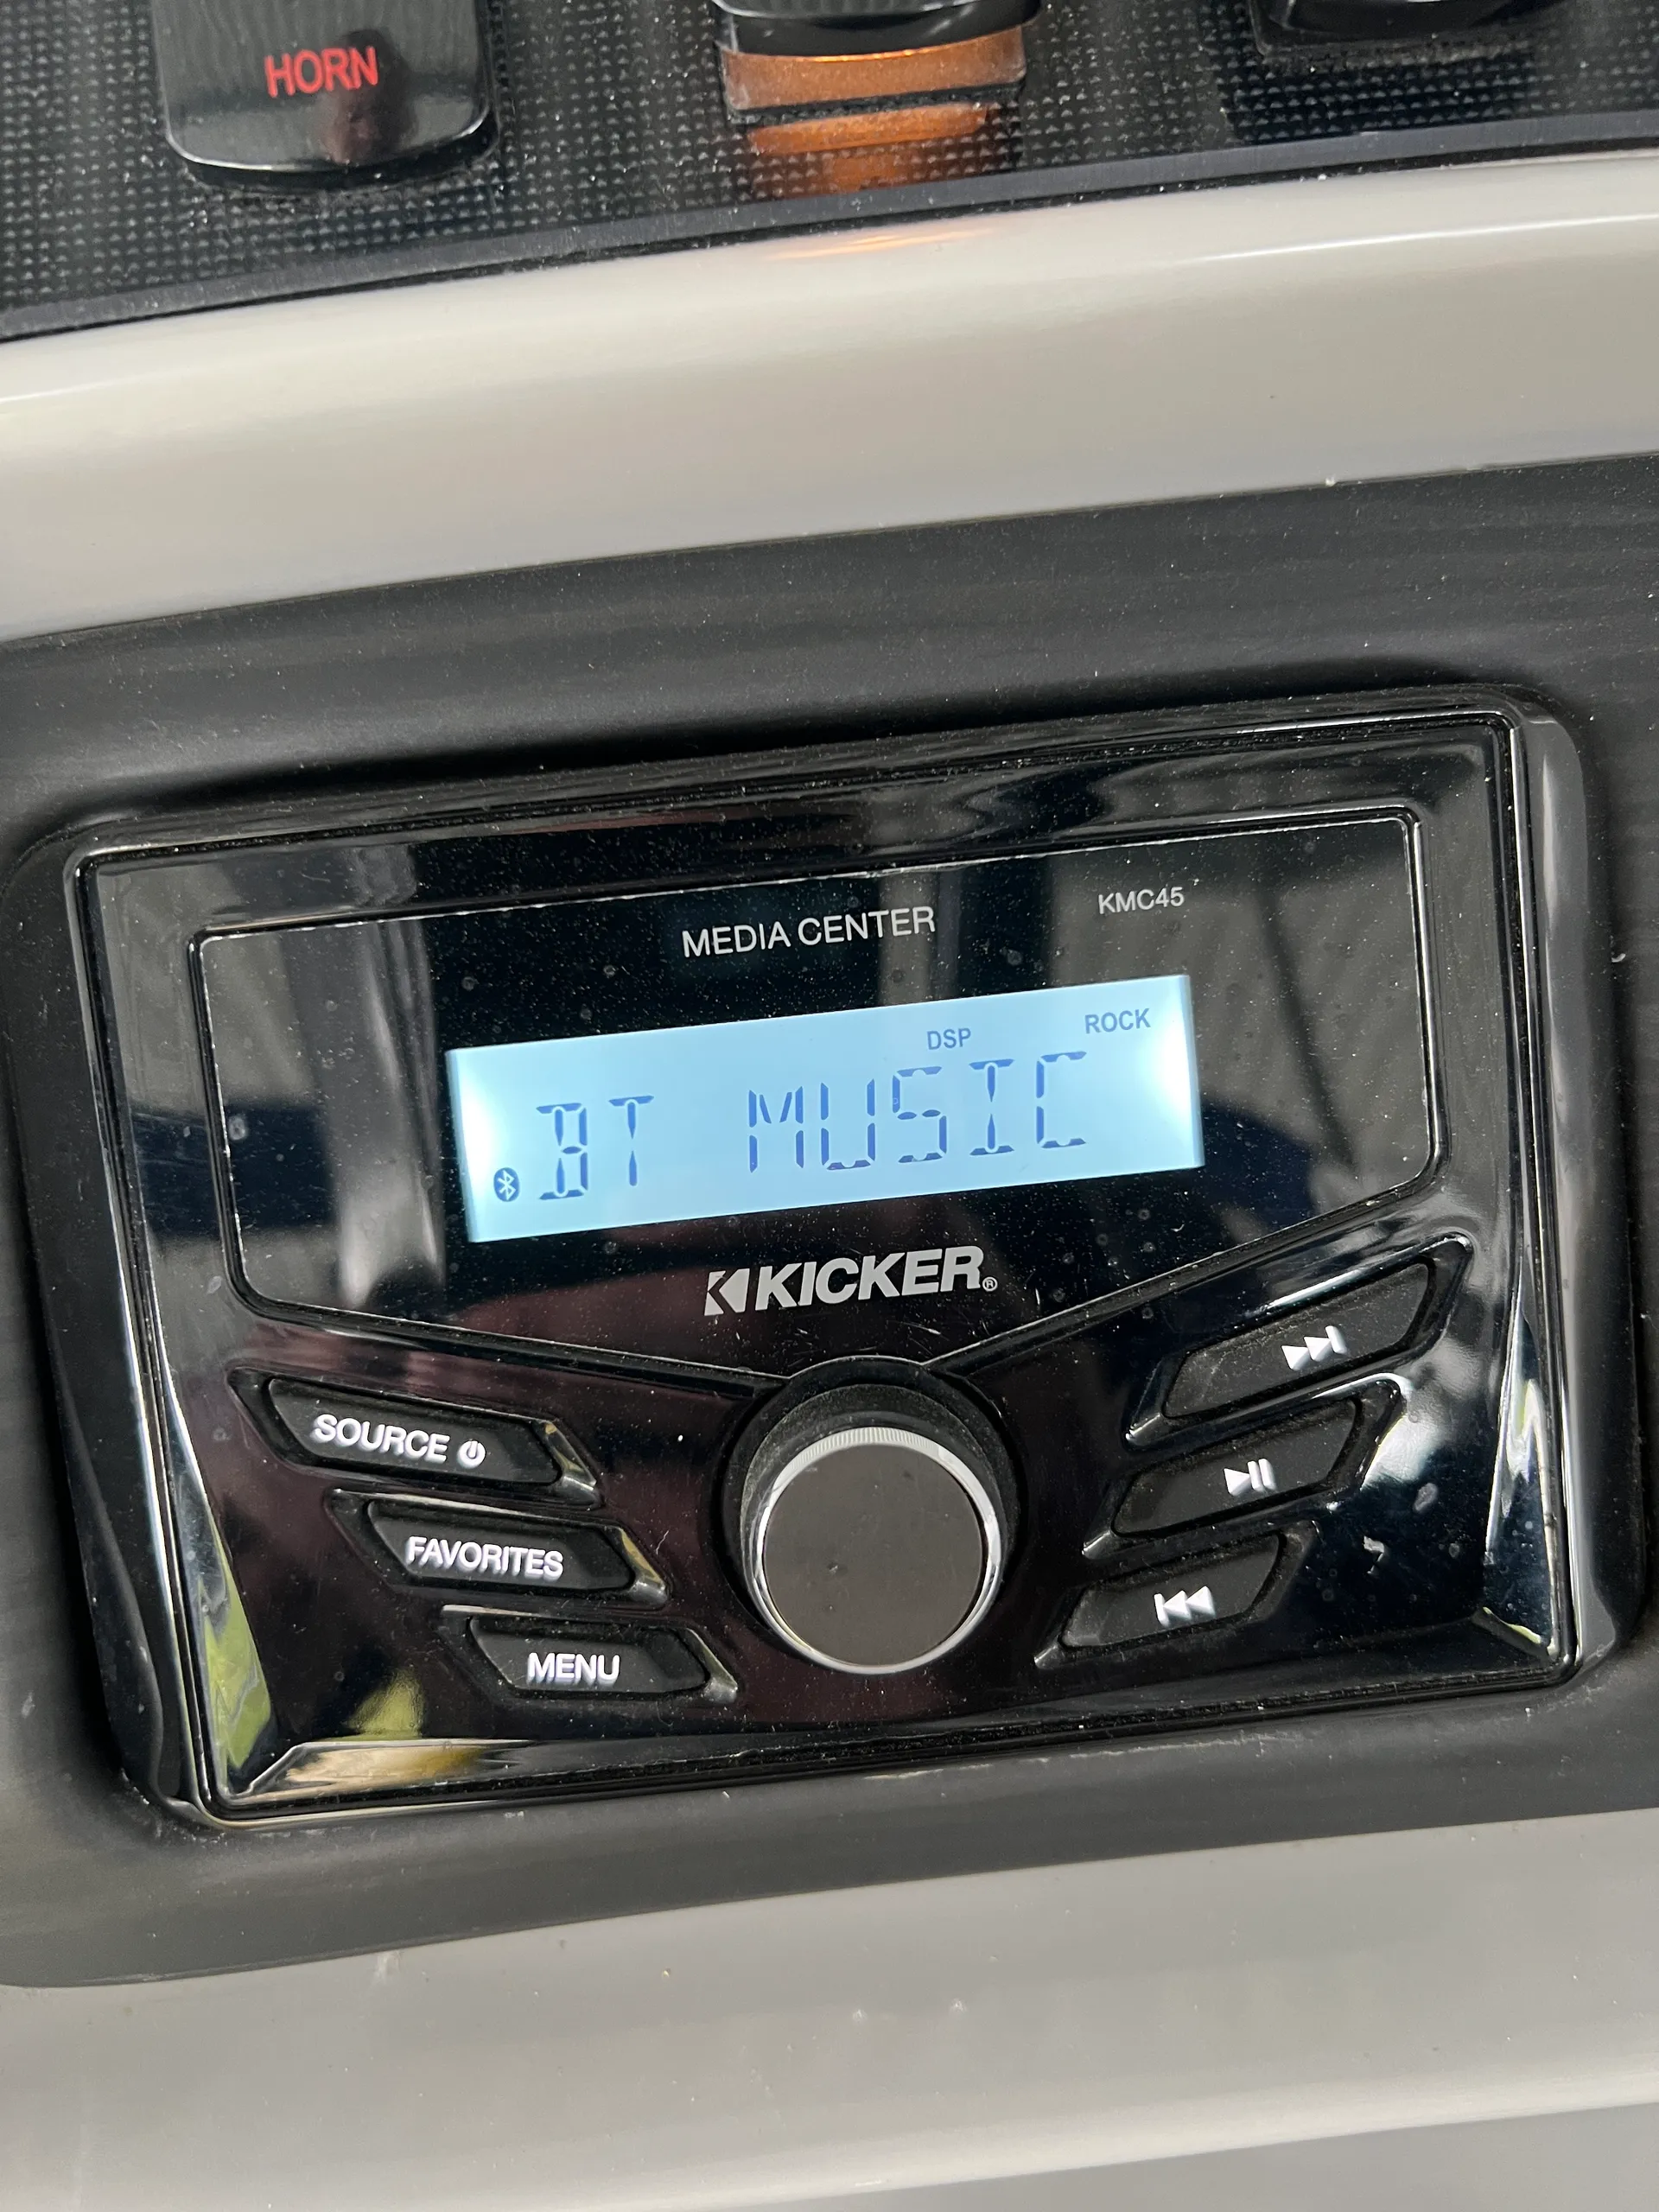 HORN
MEDIA CENTER
KMC45
DSP
ROCK
BT MUSIC
KICKER®
SOURCE
FAVORITES
MENU